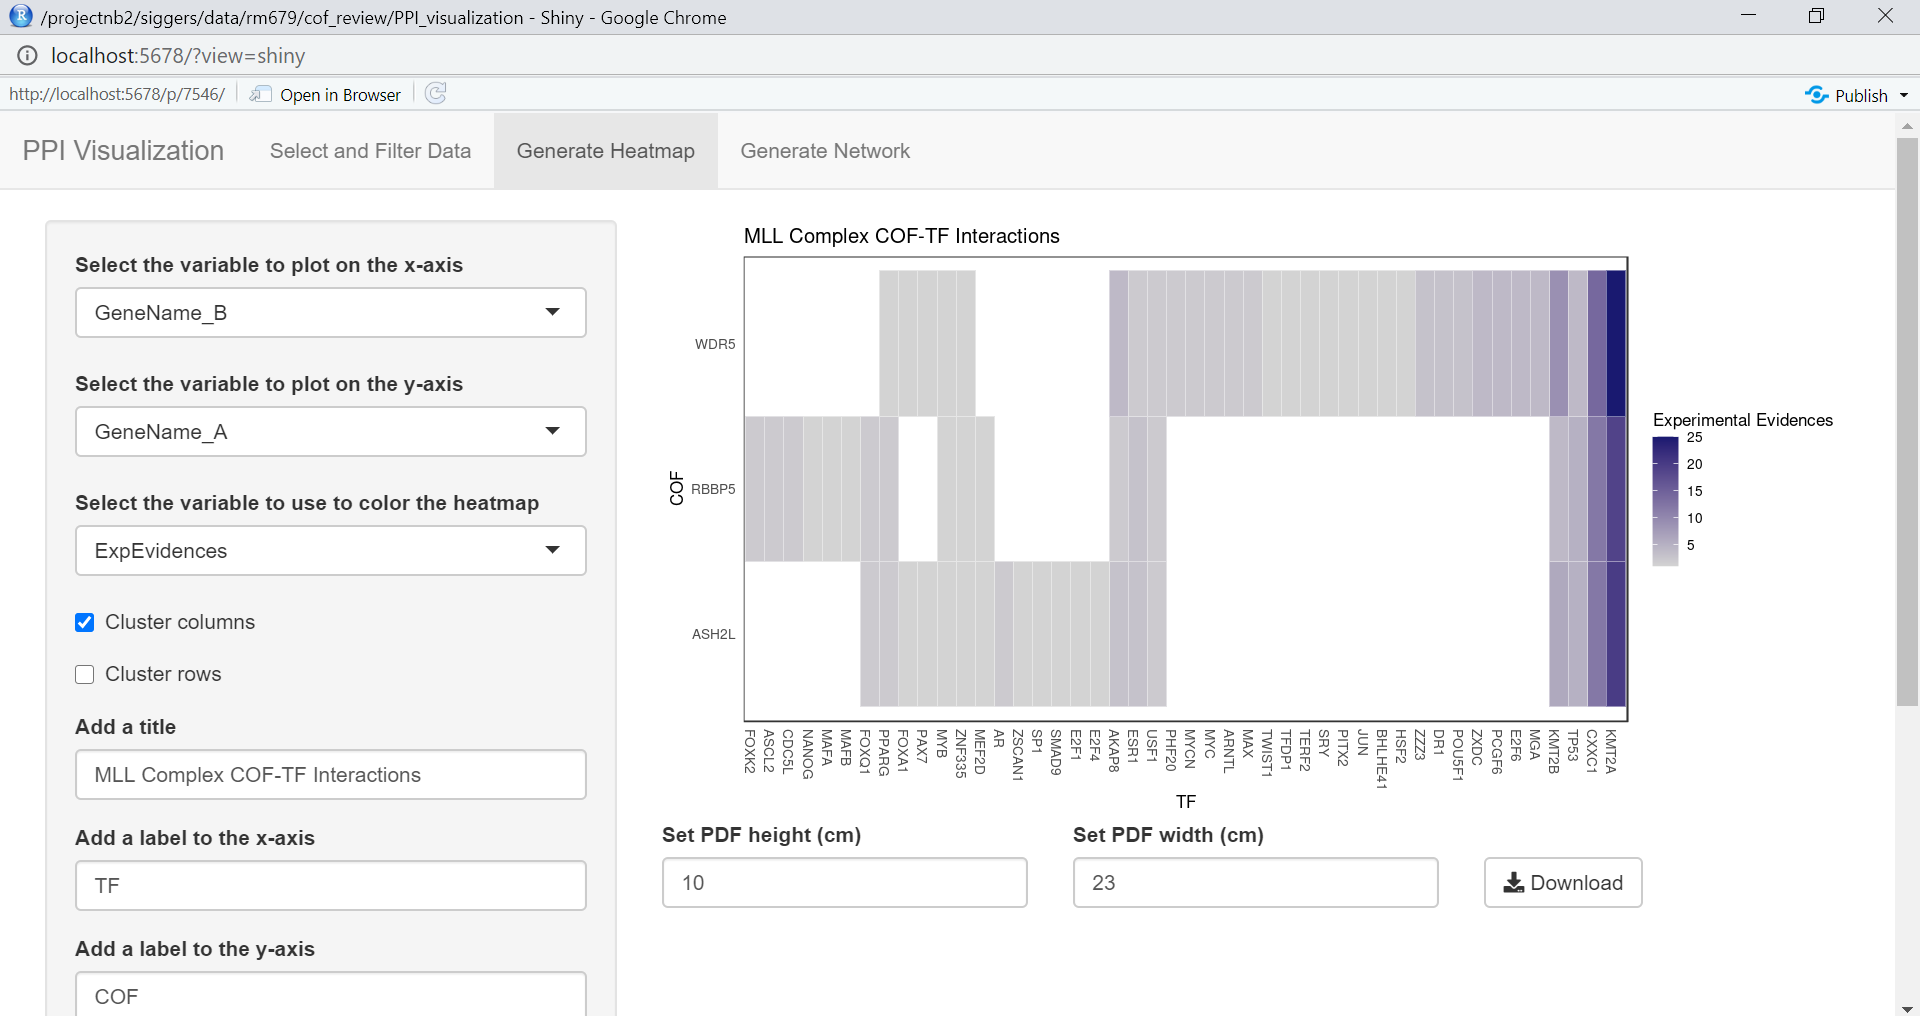 /projectnb2/siggers/data/rm679/cof_review/PPI_visualization - Shiny - Google Chrome
localhost:5678/?view=shiny
http://localhost:5678/p/7546/ Open in Browser Publish
PPI Visualization Select and Filter Data Generate Heatmap Generate Network
Select the variable to plot on the x-axis
GeneName_B
Select the variable to plot on the y-axis
GeneName_A
Select the variable to use to color the heatmap
ExpEvidences
Cluster columns
Cluster rows
Add a title
MLL Complex COF-TF Interactions
Add a label to the x-axis
TF
Add a label to the y-axis
COF
MLL Complex COF-TF Interactions
COF
WDR5
RBBP5
ASH2L
FOXK2
ASCL2
CDC5L
NANOG
MAFA
MAFB
FOXQ1
PPARG
FOXA1
PAX7
MYB
ZNF335
MEF2D
AR
ZSCAN1
SP1
SMAD9
E2F1
E2F4
AKAP8
ESR1
USF1
PHF20
MYCN
MYC
ARNTL
MAX
TWIST1
TFDP1
TERF2
SRY
PITX2
JUN
BHLHE41
HSF2
ZZZ3
DR1
POU5F1
ZXDC
PCGF6
E2F6
MGA
KMT2B
TP53
CXXC1
KMT2A
TF
Experimental Evidences
25
20
15
10
5
Set PDF height (cm) Set PDF width (cm)
10 23 Download